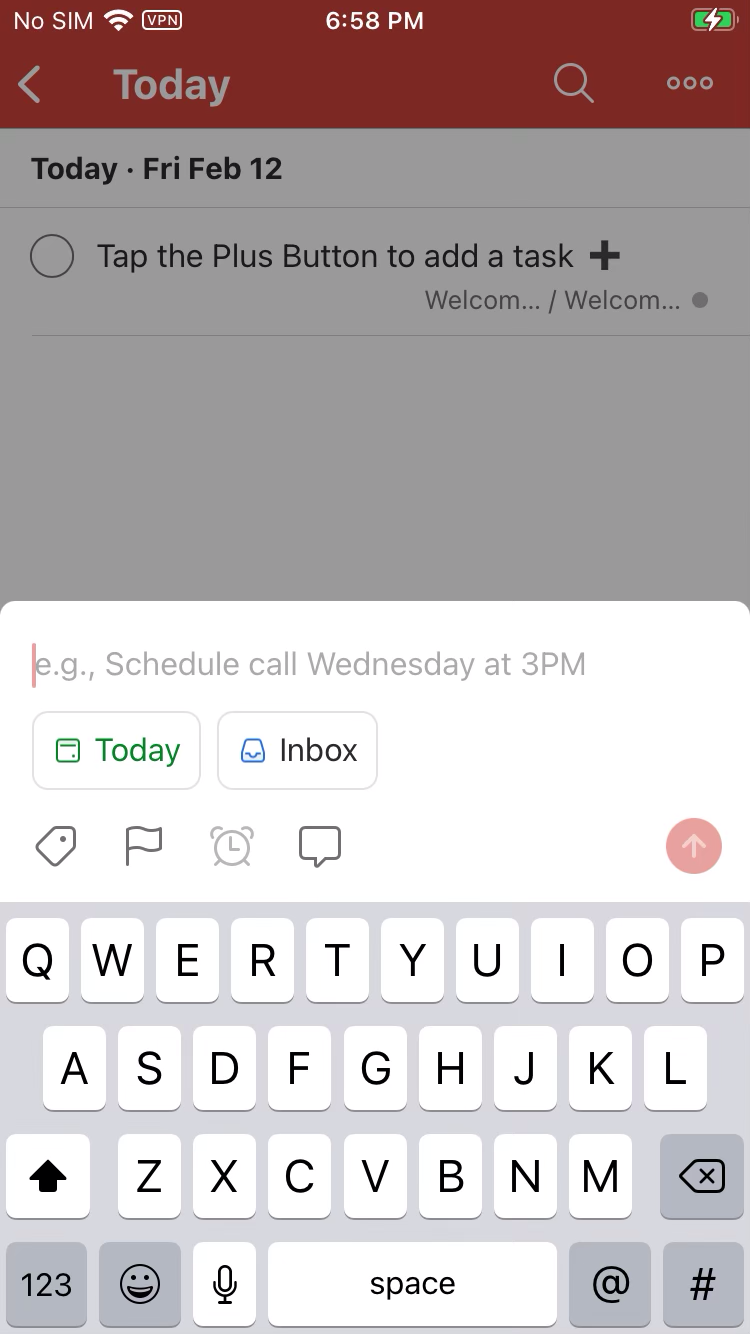 No SIM VPN 6:58 PM
Today
Today · Fri Feb 12
Tap the Plus Button to add a task ➕
Welcom... / Welcom...
e.g., Schedule call Wednesday at 3PM
Today Inbox
Q W E R T Y U I O P
A S D F G H J K L
Z X C V B N M
123 space @ #